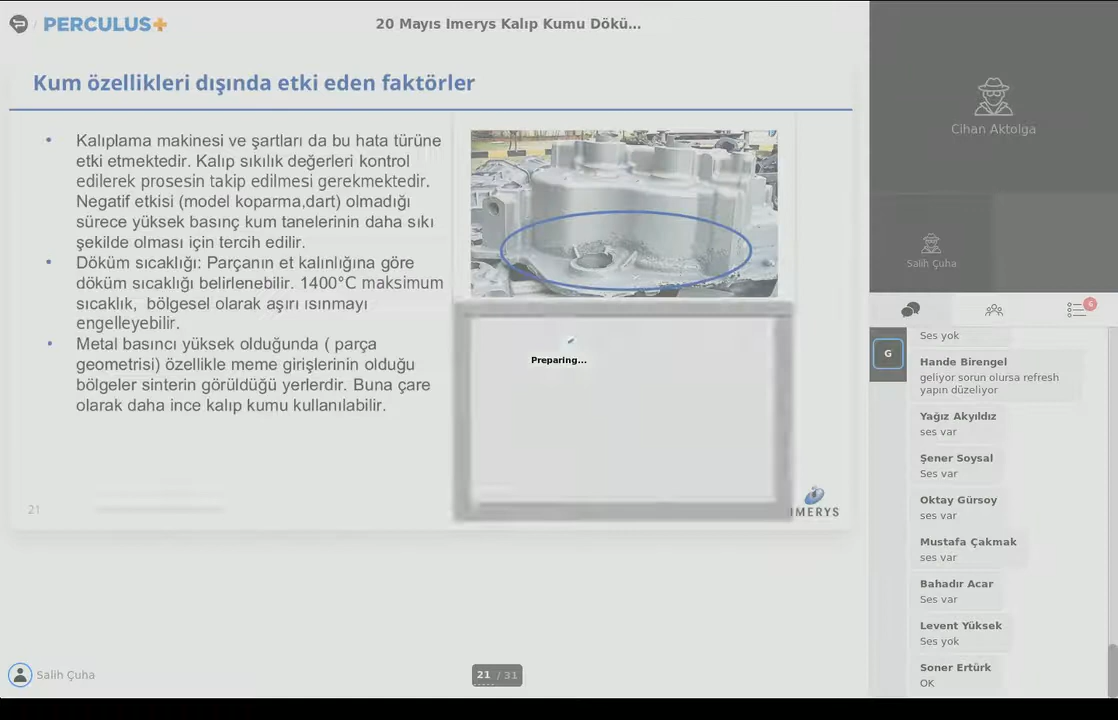 PERCULUS+
20 Mayıs Imerys Kalıp Kumu Dökü...
Kum özellikleri dışında etki eden faktörler
• Kalıplama makinesi ve şartları da bu hata türüne
etki etmektedir. Kalıp sıkılık değerleri kontrol
edilerek prosesin takip edilmesi gerekmektedir.
Negatif etkisi (model koparma,dart) olmadığı
sürece yüksek basınç kum tanelerinin daha sıkı
şekilde olması için tercih edilir.
• Döküm sıcaklığı: Parçanın et kalınlığına göre
döküm sıcaklığı belirlenebilir. 1400°C maksimum
sıcaklık, bölgesel olarak aşırı ısınmayı
engelleyebilir.
• Metal basıncı yüksek olduğunda ( parça
geometrisi) özellikle meme girişlerinin olduğu
bölgeler sinterin görüldüğü yerlerdir. Buna çare
olarak daha ince kalıp kumu kullanılabilir.
Preparing...
21
IMERYS
Salih Çuha
21 / 31
Cihan Aktolga
Salih Çuha
6
G
Ses yok
Hande Birengel
geliyor sorun olursa refresh
yapın düzeliyor
Yağız Akyıldız
ses var
Şener Soysal
Ses var
Oktay Gürsoy
ses var
Mustafa Çakmak
ses var
Bahadır Acar
Ses var
Levent Yüksek
Ses yok
Soner Ertürk
OK